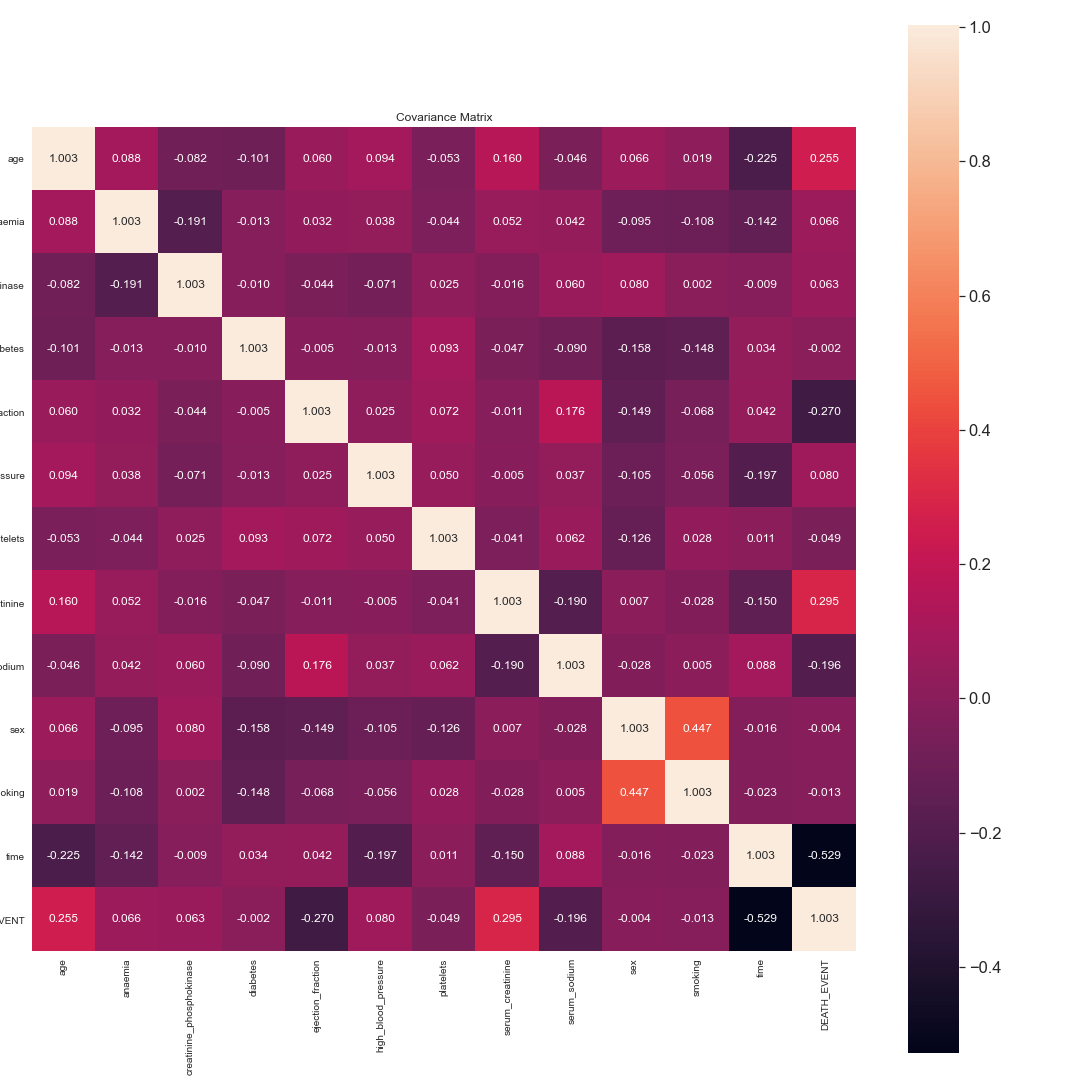 Covariance Matrix
age 1.003 0.088 -0.082 -0.101 0.060 0.094 -0.053 0.160 -0.046 0.066 0.019 -0.225 0.255
aemia 0.088 1.003 -0.191 -0.013 0.032 0.038 -0.044 0.052 0.042 -0.095 -0.108 -0.142 0.066
inase -0.082 -0.191 1.003 -0.010 -0.044 -0.071 0.025 -0.016 0.060 0.080 0.002 -0.009 0.063
betes -0.101 -0.013 -0.010 1.003 -0.005 -0.013 0.093 -0.047 -0.090 -0.158 -0.148 0.034 -0.002
action 0.060 0.032 -0.044 -0.005 1.003 0.025 0.072 -0.011 0.176 -0.149 -0.068 0.042 -0.270
ssure 0.094 0.038 -0.071 -0.013 0.025 1.003 0.050 -0.005 0.037 -0.105 -0.056 -0.197 0.080
telets -0.053 -0.044 0.025 0.093 0.072 0.050 1.003 -0.041 0.062 -0.126 0.028 0.011 -0.049
tinine 0.160 0.052 -0.016 -0.047 -0.011 -0.005 -0.041 1.003 -0.190 0.007 -0.028 -0.150 0.295
odium -0.046 0.042 0.060 -0.090 0.176 0.037 0.062 -0.190 1.003 -0.028 0.005 0.088 -0.196
sex 0.066 -0.095 0.080 -0.158 -0.149 -0.105 -0.126 0.007 -0.028 1.003 0.447 -0.016 -0.004
oking 0.019 -0.108 0.002 -0.148 -0.068 -0.056 0.028 -0.028 0.005 0.447 1.003 -0.023 -0.013
time -0.225 -0.142 -0.009 0.034 0.042 -0.197 0.011 -0.150 0.088 -0.016 -0.023 1.003 -0.529
VENT 0.255 0.066 0.063 -0.002 -0.270 0.080 -0.049 0.295 -0.196 -0.004 -0.013 -0.529 1.003
age
anaemia
creatinine_phosphokinase
diabetes
ejection_fraction
high_blood_pressure
platelets
serum_creatinine
serum_sodium
sex
smoking
time
DEATH_EVENT
1.0
0.8
0.6
0.4
0.2
0.0
−0.2
−0.4